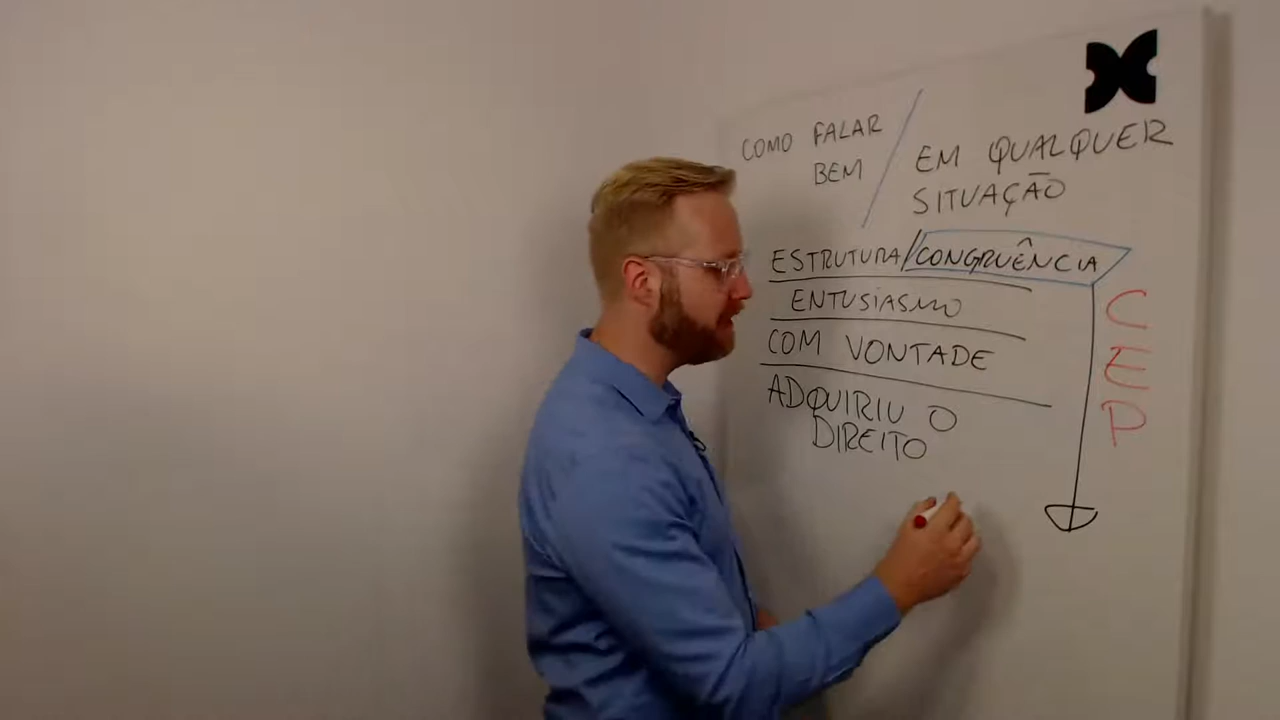 COMO FALAR
BEM
EM QUALQUER
SITUAÇÃO
ESTRUTURA/CONGRUÊNCIA
ENTUSIASMO
COM VONTADE
ADQUIRIU O
DIREITO
C
E
P